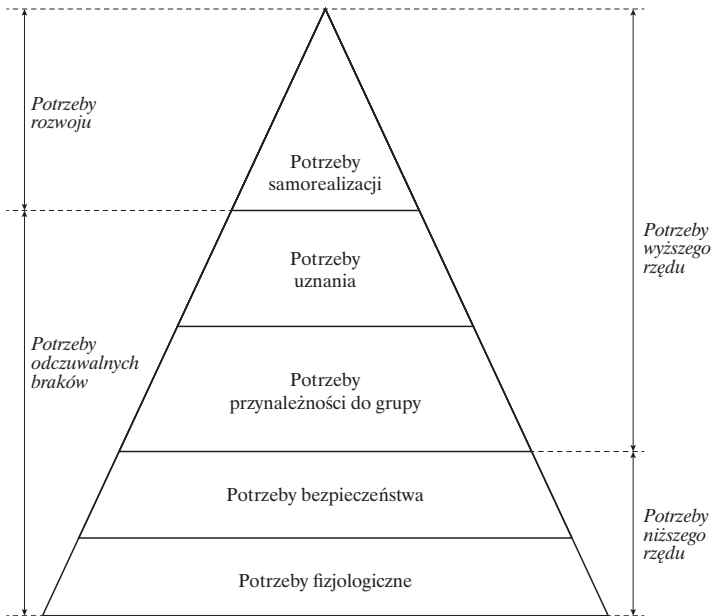 Potrzeby
rozwoju
Potrzeby
samorealizacji
Potrzeby
uznania
Potrzeby
wyższego
rzędu
Potrzeby
odczuwalnych
braków
Potrzeby
przynależności do grupy
Potrzeby bezpieczeństwa
Potrzeby
niższego
rzędu
Potrzeby fizjologiczne